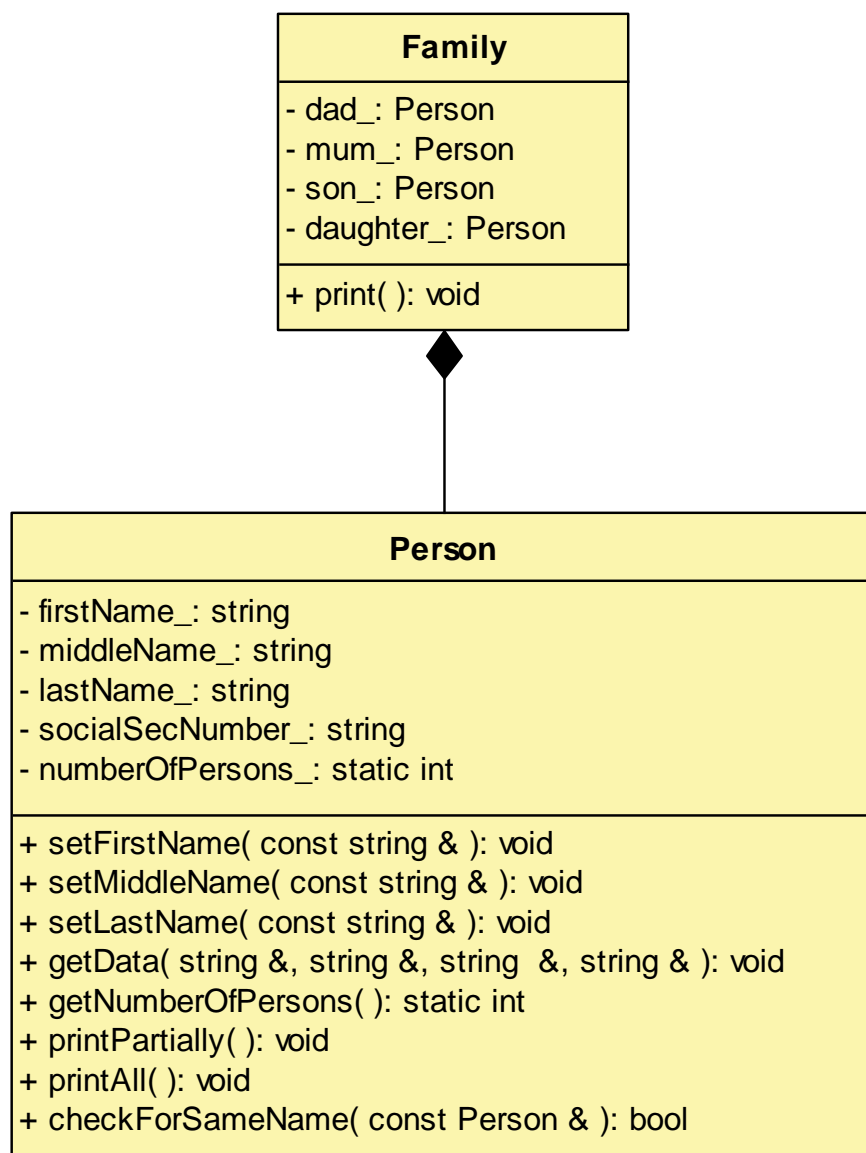 Family
- dad_: Person
- mum_: Person
- son_: Person
- daughter_: Person
+ print( ): void
Person
- firstName_: string
- middleName_: string
- lastName_: string
- socialSecNumber_: string
- numberOfPersons_: static int
+ setFirstName( const string & ): void
+ setMiddleName( const string & ): void
+ setLastName( const string & ): void
+ getData( string &, string &, string  &, string & ): void
+ getNumberOfPersons( ): static int
+ printPartially( ): void
+ printAll( ): void
+ checkForSameName( const Person & ): bool